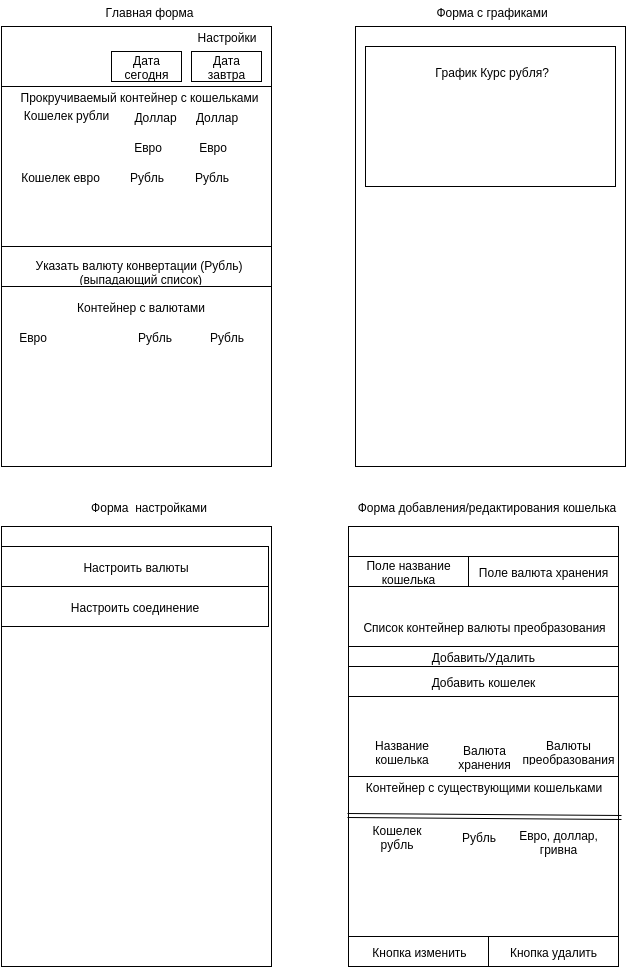 Главная форма
Настройки
Дата
сегодня
Дата
завтра
Прокручиваемый контейнер с кошельками
Кошелек рубли
Доллар
Доллар
Евро
Евро
Кошелек евро
Рубль
Рубль
Указать валюту конвертации (Рубль)
(выпадающий список)
Контейнер с валютами
Евро
Рубль
Рубль
Форма с графиками
График Курс рубля?
Форма  настройками
Настроить валюты
Настроить соединение
Форма добавления/редактирования кошелька
Поле название
кошелька
Поле валюта хранения
Список контейнер валюты преобразования
Добавить/Удалить
Добавить кошелек
Название
кошелька
Валюта
хранения
Валюты
преобразования
Контейнер с существующими кошельками
Кошелек
рубль
Рубль
Евро, доллар,
гривна
Кнопка изменить
Кнопка удалить